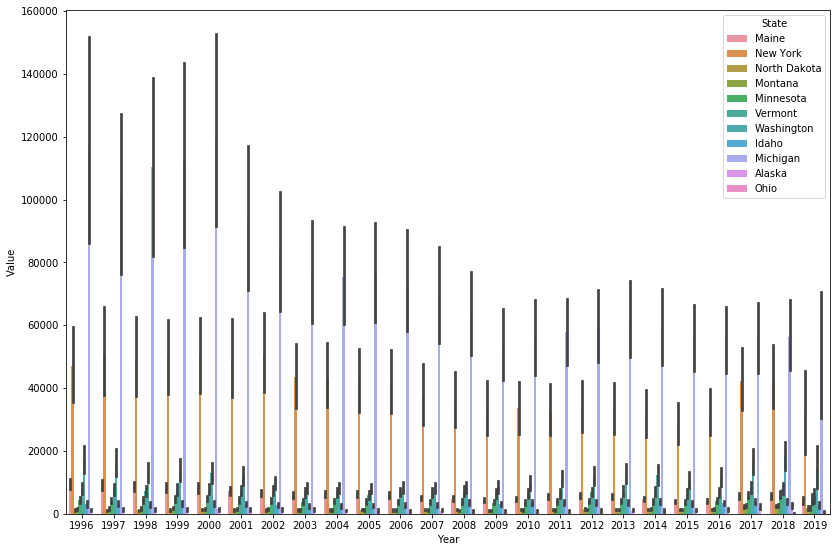 160000
140000
120000
100000
80000
60000
40000
20000
0
Value
State
Maine
New York
North Dakota
Montana
Minnesota
Vermont
Washington
Idaho
Michigan
Alaska
Ohio
1996 1997 1998 1999 2000 2001 2002 2003 2004 2005 2006 2007 2008 2009 2010 2011 2012 2013 2014 2015 2016 2017 2018 2019
Year